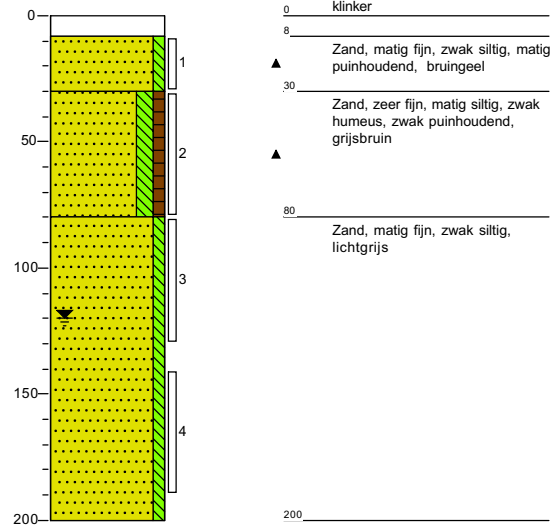 0
50
100
150
200
1
2
3
4
0
klinker
8
Zand, matig fijn, zwak siltig, matig
puinhoudend, bruingeel
30
Zand, zeer fijn, matig siltig, zwak
humeus, zwak puinhoudend,
grijsbruin
80
Zand, matig fijn, zwak siltig,
lichtgrijs
200